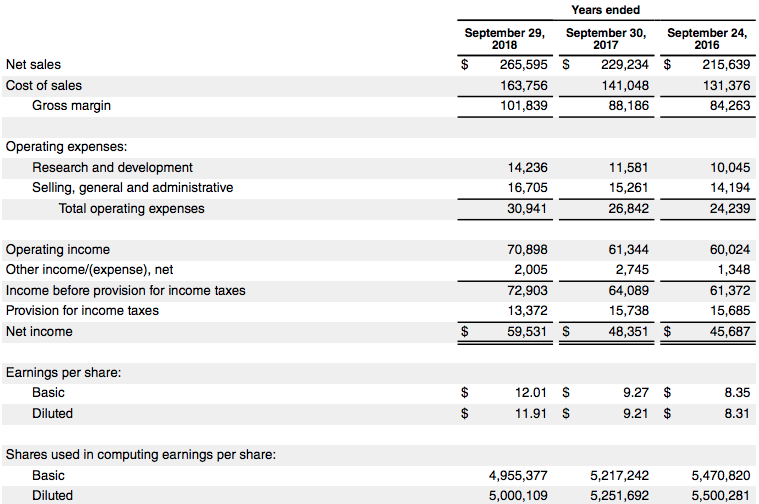 Years ended
September 29, 2018 September 30, 2017 September 24, 2016
Net sales $ 265,595 $ 229,234 $ 215,639
Cost of sales 163,756 141,048 131,376
Gross margin 101,839 88,186 84,263
Operating expenses:
Research and development 14,236 11,581 10,045
Selling, general and administrative 16,705 15,261 14,194
Total operating expenses 30,941 26,842 24,239
Operating income 70,898 61,344 60,024
Other income/(expense), net 2,005 2,745 1,348
Income before provision for income taxes 72,903 64,089 61,372
Provision for income taxes 13,372 15,738 15,685
Net income $ 59,531 $ 48,351 $ 45,687
Earnings per share:
Basic $ 12.01 $ 9.27 $ 8.35
Diluted $ 11.91 $ 9.21 $ 8.31
Shares used in computing earnings per share:
Basic 4,955,377 5,217,242 5,470,820
Diluted 5,000,109 5,251,692 5,500,281